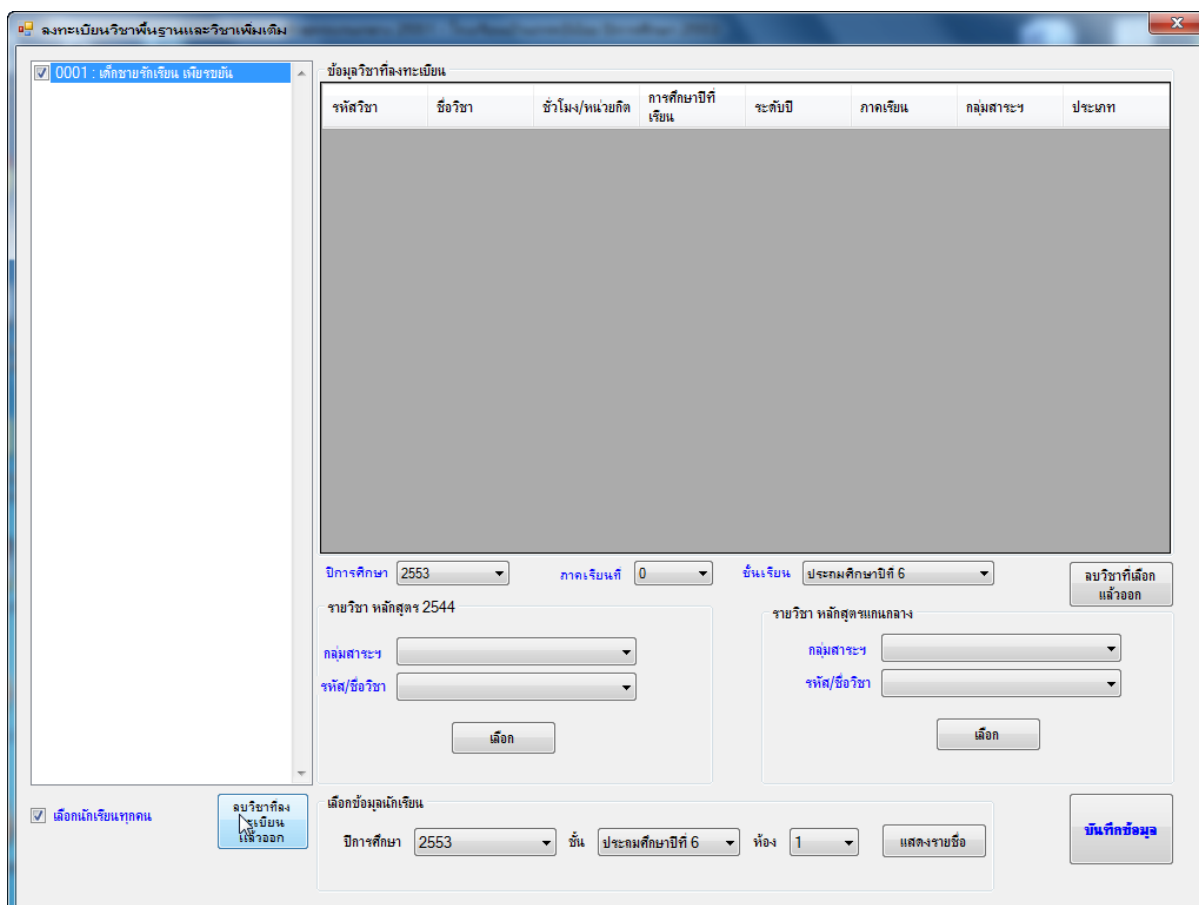 ลงทะเบียนวิชาพื้นฐานและวิชาเพิ่มเติม
0001 : เด็กชายรักเรียน เพียรขยัน
ข้อมูลวิชาที่ลงทะเบียน
รหัสวิชา ชื่อวิชา ชั่วโมง/หน่วยกิต การศึกษาปีที่ ระดับปี ภาคเรียน กลุ่มสาระฯ ประเภท
เรียน
ปีการศึกษา 2553 ภาคเรียนที่ 0 ชั้นเรียน ประถมศึกษาปีที่ 6 ลบวิชาที่เลือก
แล้วออก
รายวิชา หลักสูตร 2544
กลุ่มสาระฯ
รหัส/ชื่อวิชา
เลือก
รายวิชา หลักสูตรแกนกลาง
กลุ่มสาระฯ
รหัส/ชื่อวิชา
เลือก
เลือกนักเรียนทุกคน
ลบวิชาที่ลง
แล้วออก
เลือกข้อมูลนักเรียน
ปีการศึกษา 2553 ชั้น ประถมศึกษาปีที่ 6 ห้อง 1 แสดงรายชื่อ
บันทึกข้อมูล